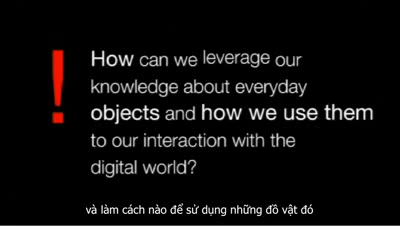 !
How can we leverage our
knowledge about everyday
objects and how we use them
to our interaction with the
digital world?
và làm cách nào để sử dụng những đồ vật đó